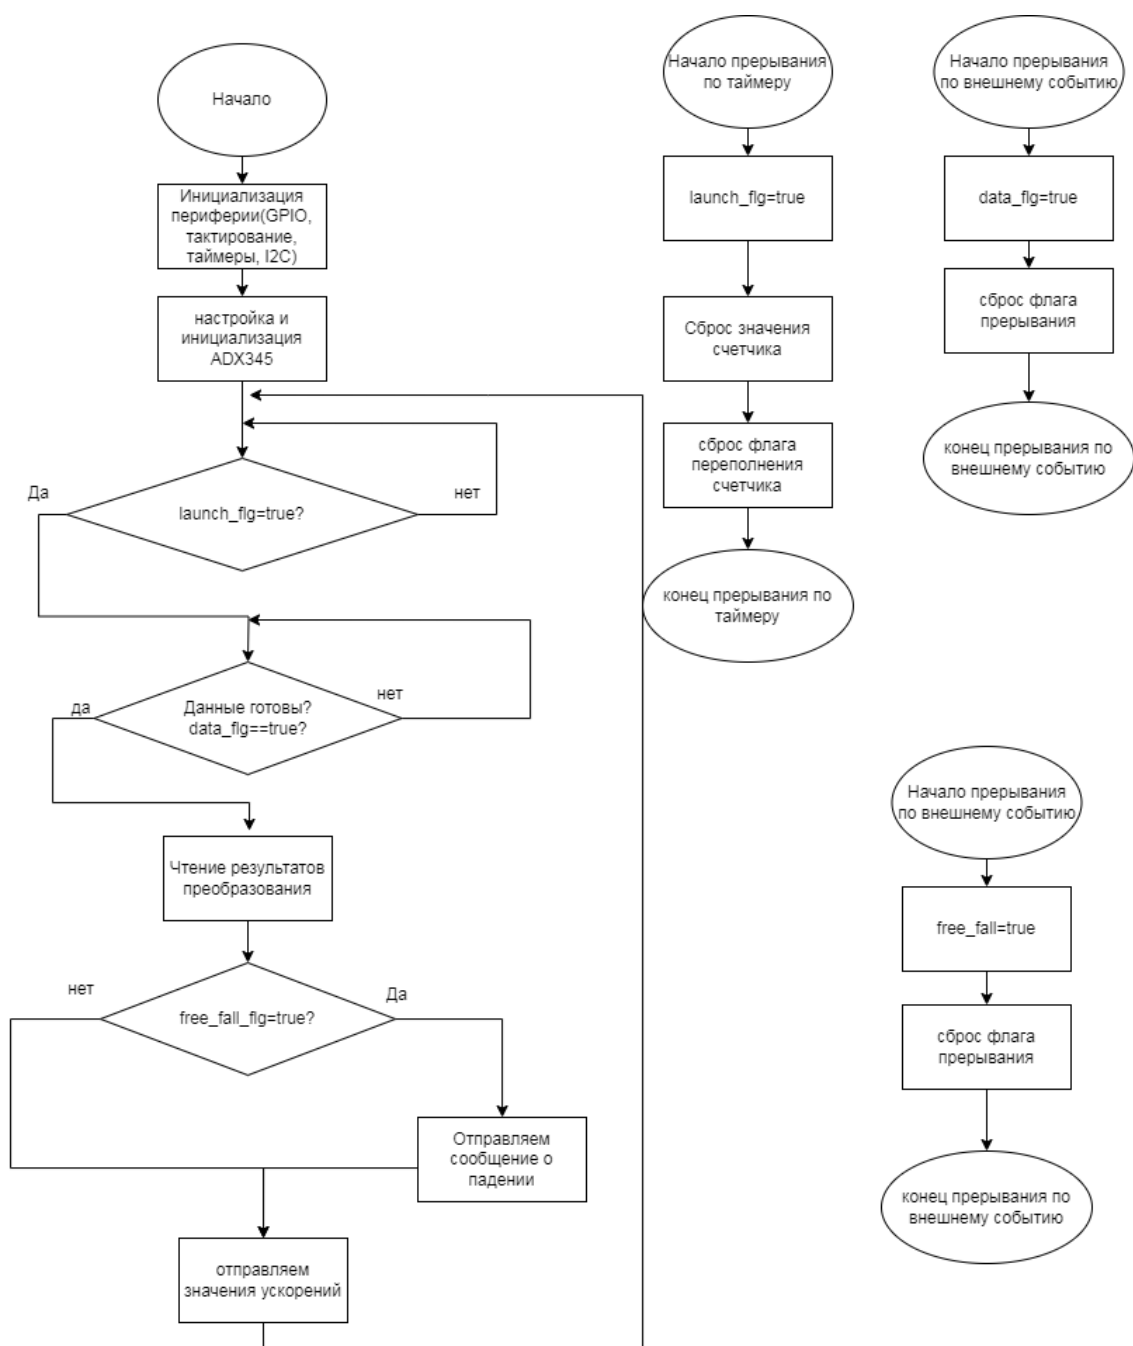 Начало
Инициализация
периферии(GPIO,
тактирование,
таймеры, I2C)
настройка и
инициализация
ADX345
Да
нет
launch_flg=true?
да
нет
Данные готовы?
data_flg==true?
Чтение результатов
преобразования
нет
Да
free_fall_flg=true?
Отправляем
сообщение о
падении
отправляем
значения ускорений
Начало прерывания
по таймеру
launch_flg=true
Сброс значения
счетчика
сброс флага
переполнения
счетчика
конец прерывания по
таймеру
Начало прерывания
по внешнему событию
data_flg=true
сброс флага
прерывания
конец прерывания по
внешнему событию
Начало прерывания
по внешнему событию
free_fall=true
сброс флага
прерывания
конец прерывания по
внешнему событию